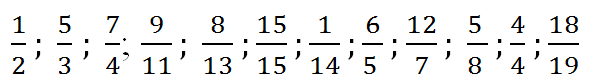 1/2 ; 5/3 ; 7/4; 9/11 ; 8/13 ; 15/15 ; 1/14 ; 6/5 ; 12/7 ; 5/8 ; 4/4 ; 18/19